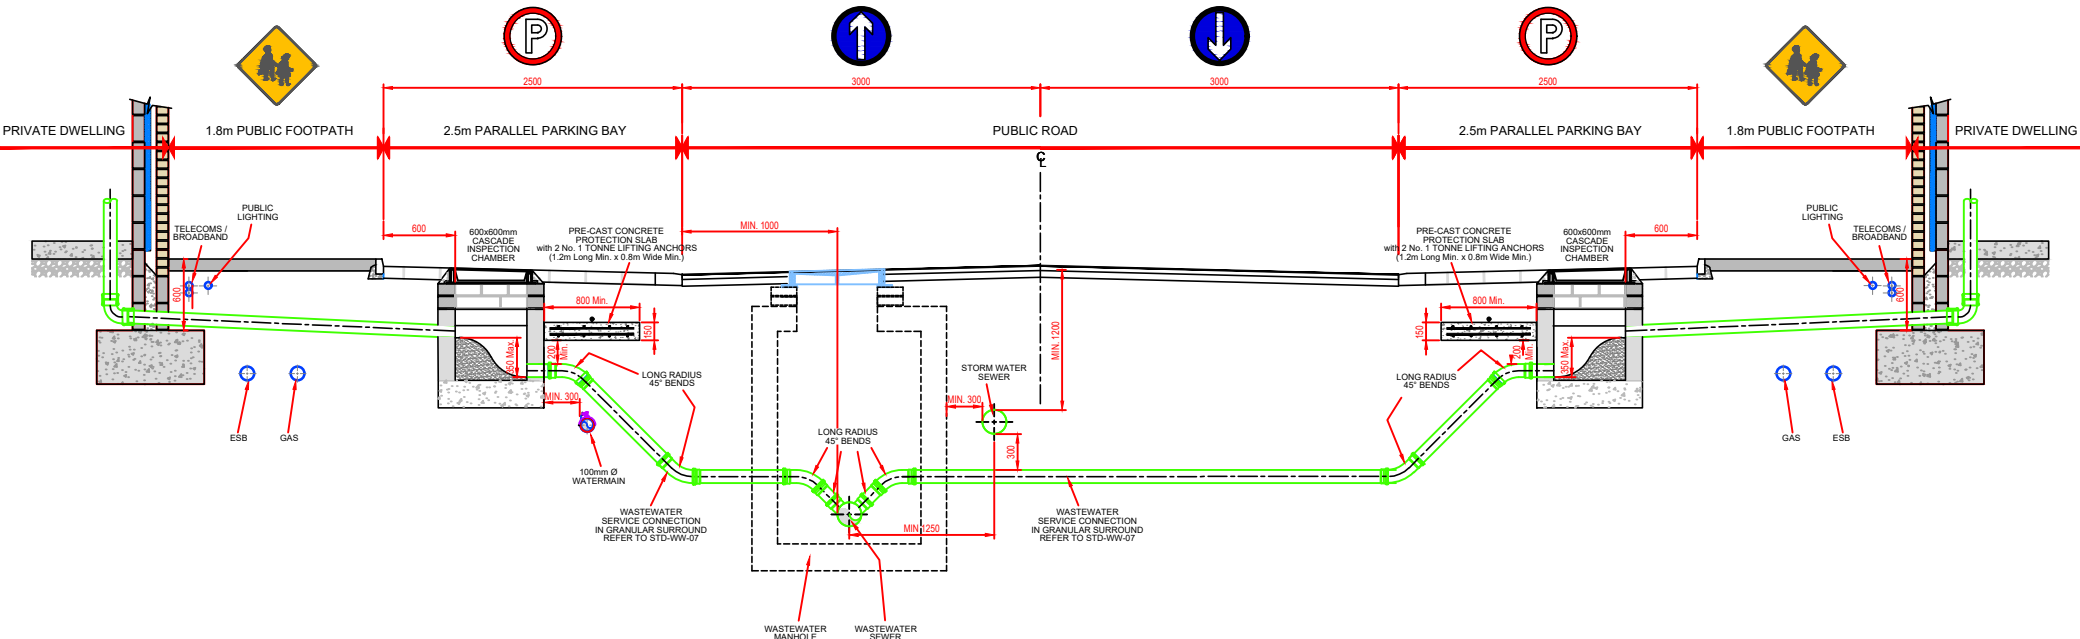 P
P
2500
3000
3000
2500
PRIVATE DWELLING
1.8m PUBLIC FOOTPATH
2.5m PARALLEL PARKING BAY
PUBLIC ROAD
2.5m PARALLEL PARKING BAY
1.8m PUBLIC FOOTPATH
PRIVATE DWELLING
CL
PUBLIC
LIGHTING
TELECOMS /
BROADBAND
600
600
600x600mm
CASCADE
INSPECTION
CHAMBER
PRE-CAST CONCRETE
PROTECTION SLAB
with 2 No. 1 TONNE LIFTING ANCHORS
(1.2m Long Min. x 0.8m Wide Min.)
MIN. 1000
800 Min.
150
200
Min.
350 Max.
MIN. 300
LONG RADIUS
45° BENDS
100mm Ø
WATERMAIN
ESB
GAS
WASTEWATER
SERVICE CONNECTION
IN GRANULAR SURROUND
REFER TO STD-WW-07
LONG RADIUS
45° BENDS
MIN. 300
STORM WATER
SEWER
MIN. 1200
300
MIN 1250
WASTEWATER
MANHOLE
WASTEWATER
SEWER
WASTEWATER
SERVICE CONNECTION
IN GRANULAR SURROUND
REFER TO STD-WW-07
PRE-CAST CONCRETE
PROTECTION SLAB
with 2 No. 1 TONNE LIFTING ANCHORS
(1.2m Long Min. x 0.8m Wide Min.)
600x600mm
CASCADE
INSPECTION
CHAMBER
600
800 Min.
150
200
Min.
350 Max.
LONG RADIUS
45° BENDS
PUBLIC
LIGHTING
TELECOMS /
BROADBAND
600
GAS
ESB